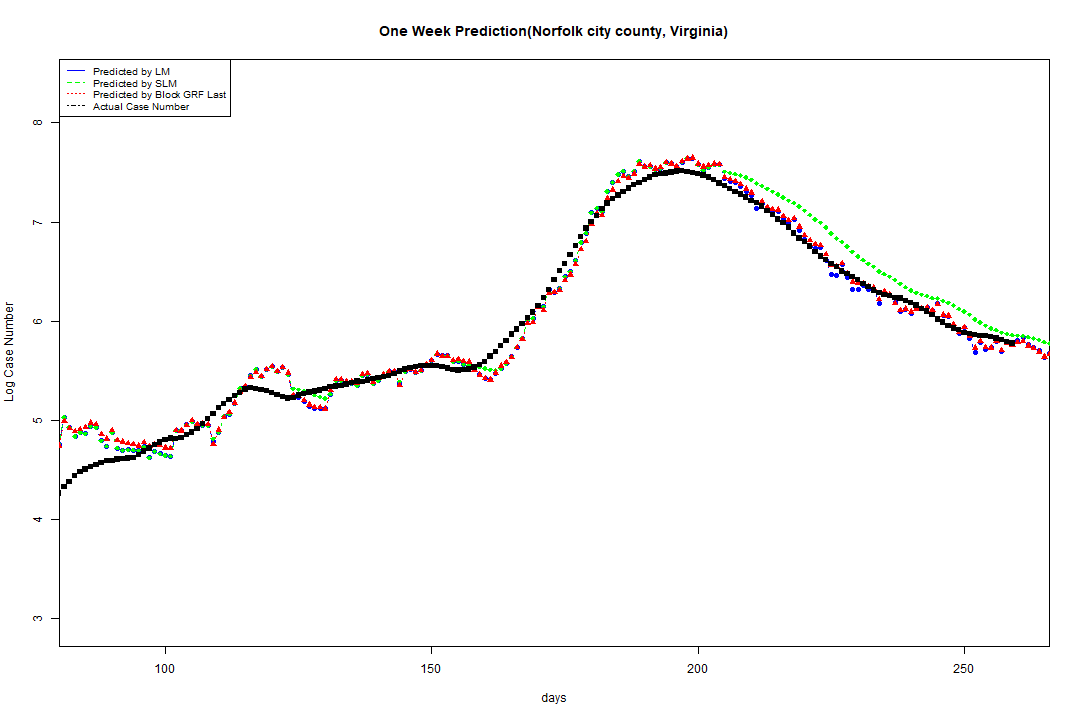 One Week Prediction(Norfolk city county, Virginia)
Predicted by LM
Predicted by SLM
Predicted by Block GRF Last
Actual Case Number
8
7
6
5
4
3
Log Case Number
100 150 200 250
days